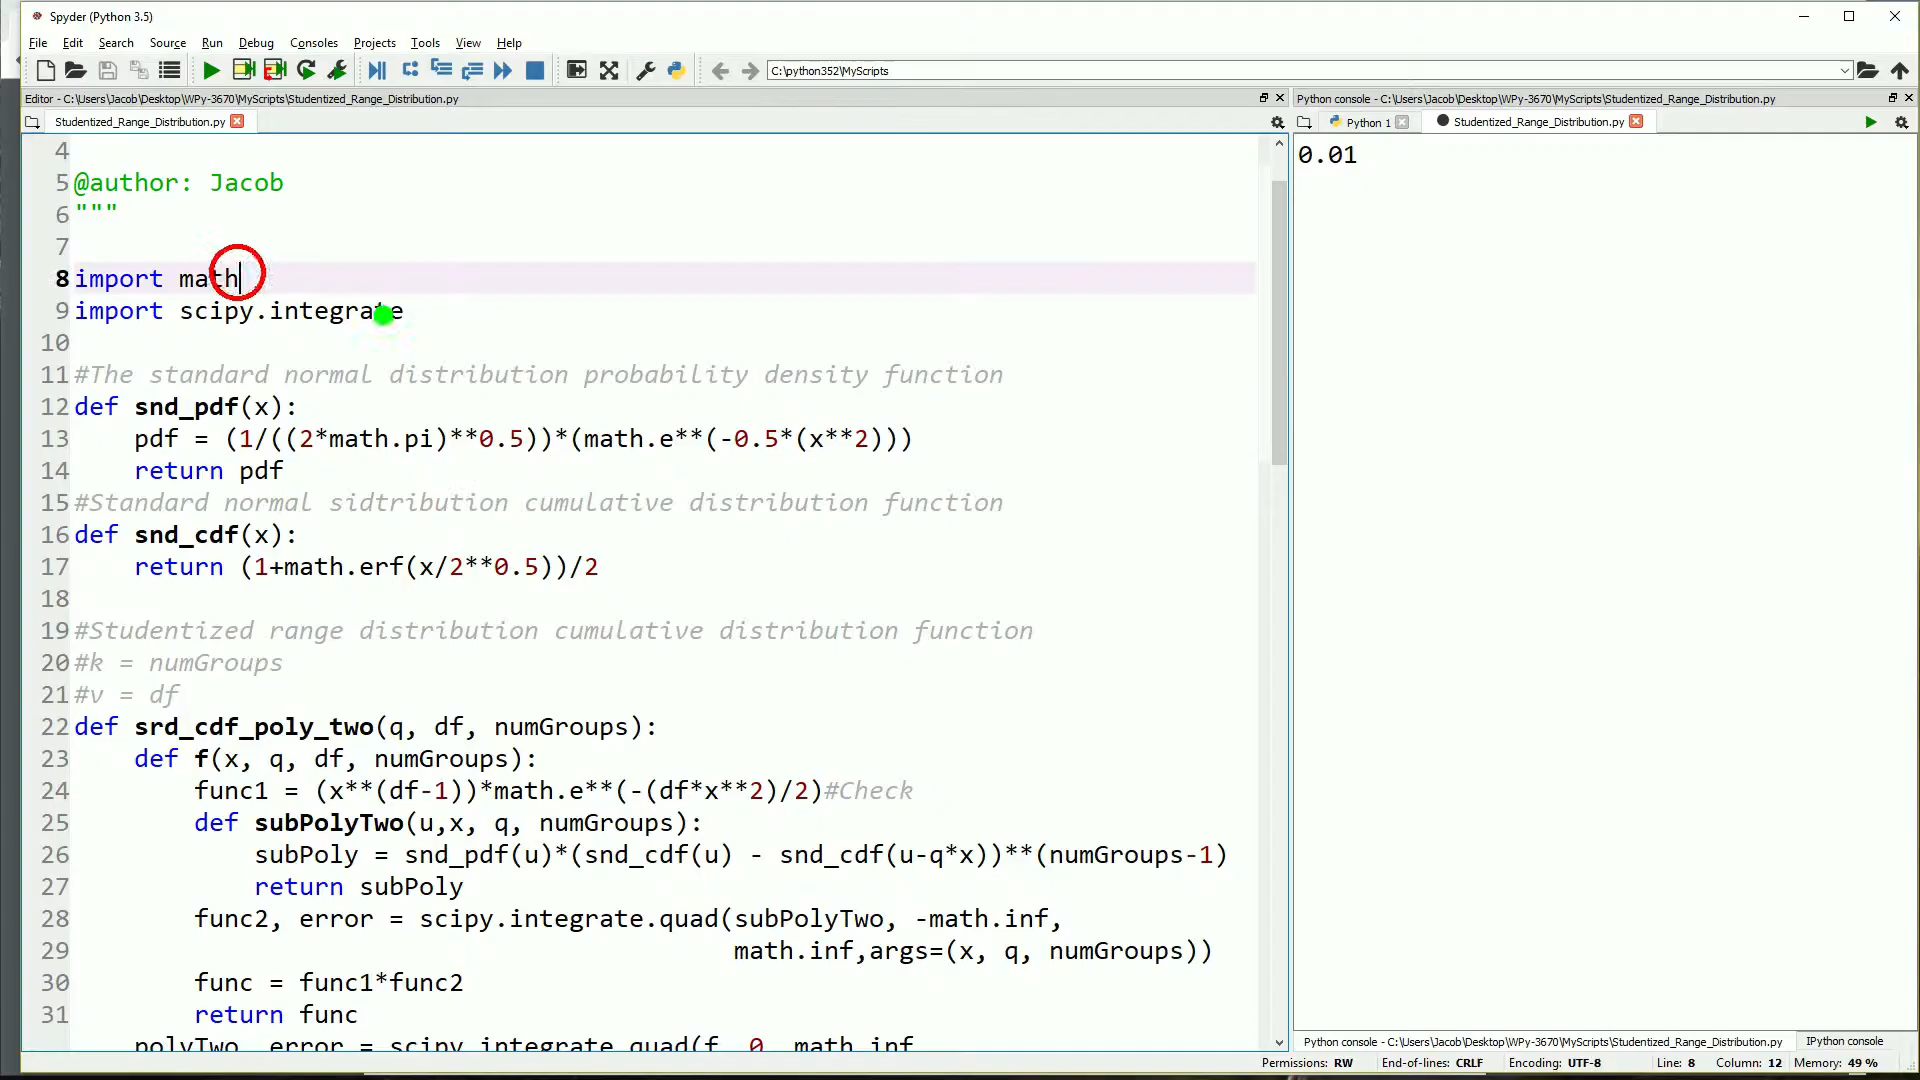 Spyder (Python 3.5)
File Edit Search Source Run Debug Consoles Projects Tools View Help
C:\python352\MyScripts
Editor - C:\Users\Jacob\Desktop\WPy-3670\MyScripts\Studentized_Range_Distribution.py
Studentized_Range_Distribution.py
4
5 @author: Jacob
6 """
7
8 import math
9 import scipy.integrate
10
11 #The standard normal distribution probability density function
12 def snd_pdf(x):
13     pdf = (1/((2*math.pi)**0.5))*(math.e**(-0.5*(x**2)))
14     return pdf
15 #Standard normal sidtribution cumulative distribution function
16 def snd_cdf(x):
17     return (1+math.erf(x/2**0.5))/2
18
19 #Studentized range distribution cumulative distribution function
20 #k = numGroups
21 #v = df
22 def srd_cdf_poly_two(q, df, numGroups):
23     def f(x, q, df, numGroups):
24         func1 = (x**(df-1))*math.e**(-(df*x**2)/2)#Check
25         def subPolyTwo(u,x, q, numGroups):
26             subPoly = snd_pdf(u)*(snd_cdf(u) - snd_cdf(u-q*x))**(numGroups-1)
27             return subPoly
28         func2, error = scipy.integrate.quad(subPolyTwo, -math.inf,
29                                             math.inf,args=(x, q, numGroups))
30         func = func1*func2
31         return func
polyTwo, error = scipy.integrate.quad(f, 0, math.inf
Python console - C:\Users\Jacob\Desktop\WPy-3670\MyScripts\Studentized_Range_Distribution.py
Python 1 Studentized_Range_Distribution.py
0.01
Python console - C:\Users\Jacob\Desktop\WPy-3670\MyScripts\Studentized_Range_Distribution.py IPython console
Permissions: RW End-of-lines: CRLF Encoding: UTF-8 Line: 8 Column: 12 Memory: 49 %